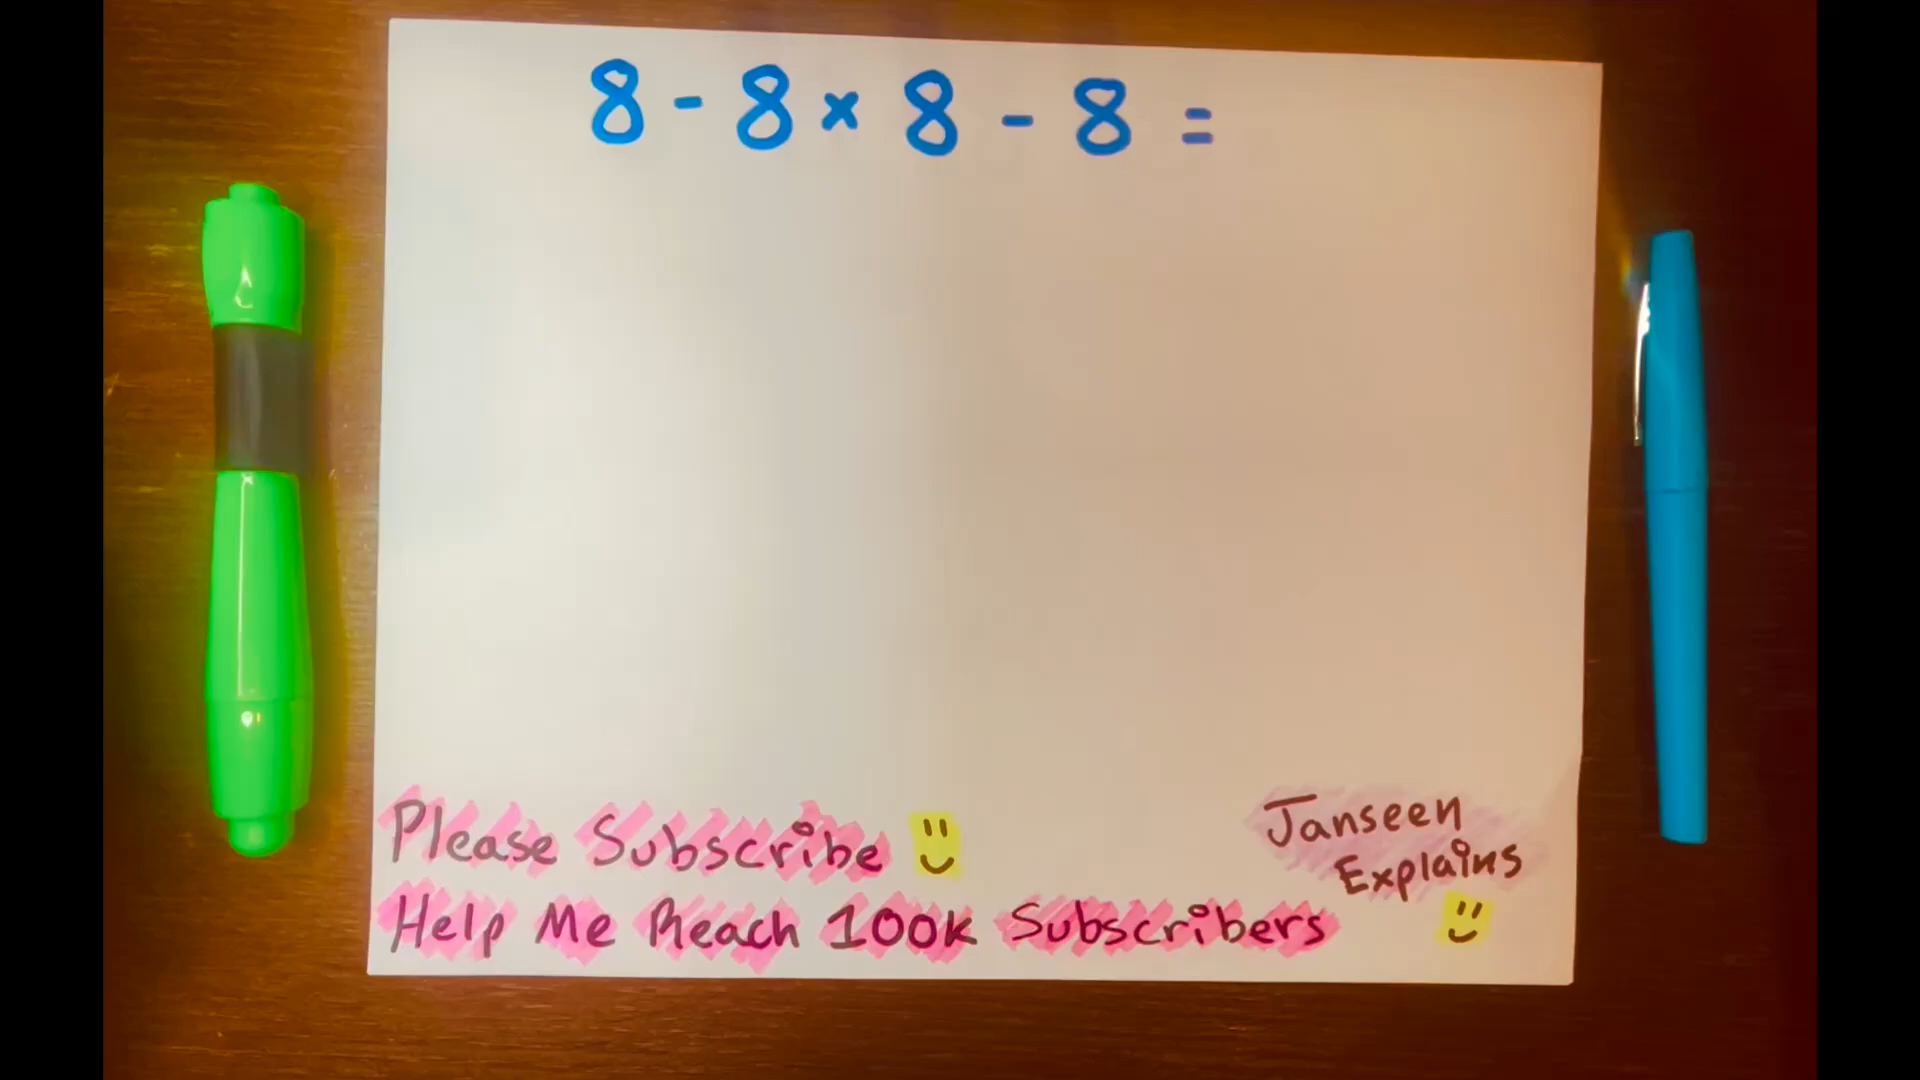 8 - 8 × 8 - 8 =
Please Subscribe
Help Me Reach 100k Subscribers
Janseen
Explains